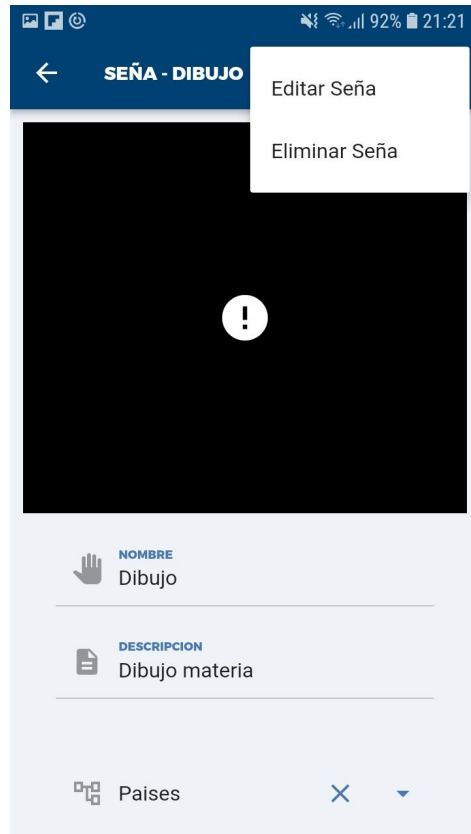 92% 21:21
SEÑA - DIBUJO
Editar Seña
Eliminar Seña
NOMBRE
Dibujo
DESCRIPCION
Dibujo materia
Paises